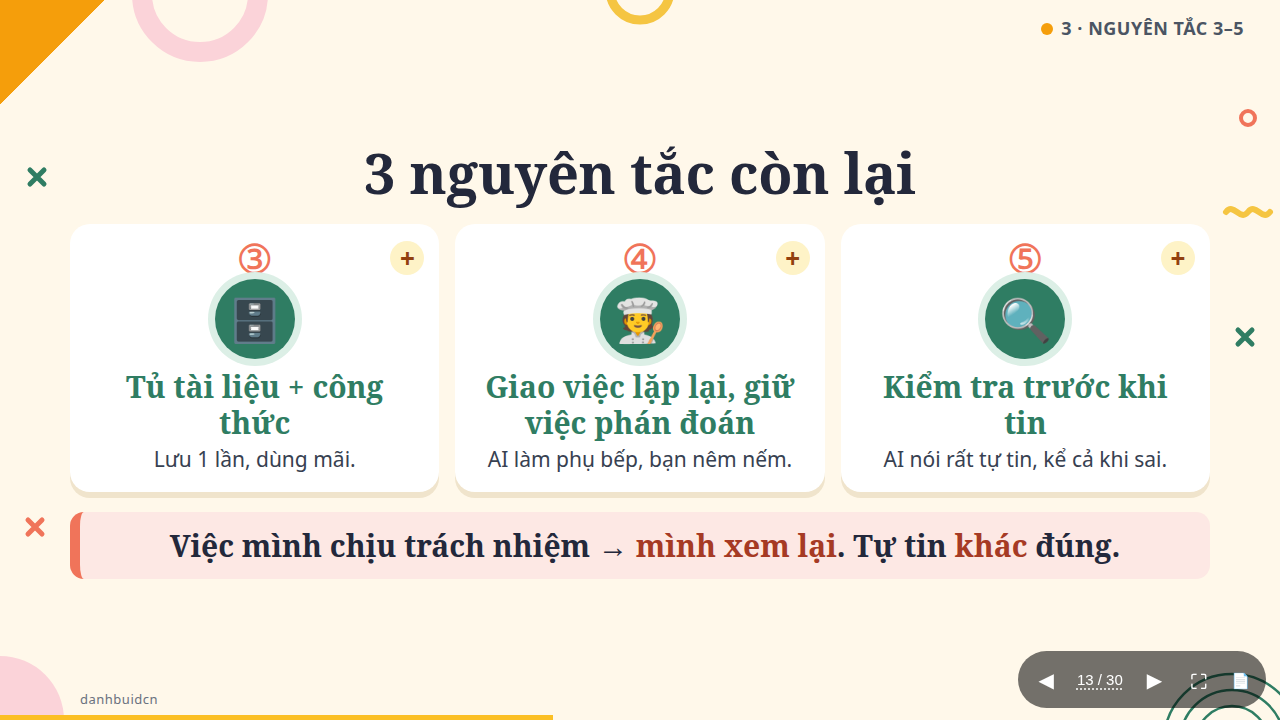 3 · NGUYÊN TẮC 3–5
3 nguyên tắc còn lại
③
+
Tủ tài liệu + công
thức
Lưu 1 lần, dùng mãi.
④
+
Giao việc lặp lại, giữ
việc phán đoán
AI làm phụ bếp, bạn nêm nếm.
⑤
+
Kiểm tra trước khi
tin
AI nói rất tự tin, kể cả khi sai.
Việc mình chịu trách nhiệm → mình xem lại. Tự tin khác đúng.
danhbuidcn
13 / 30